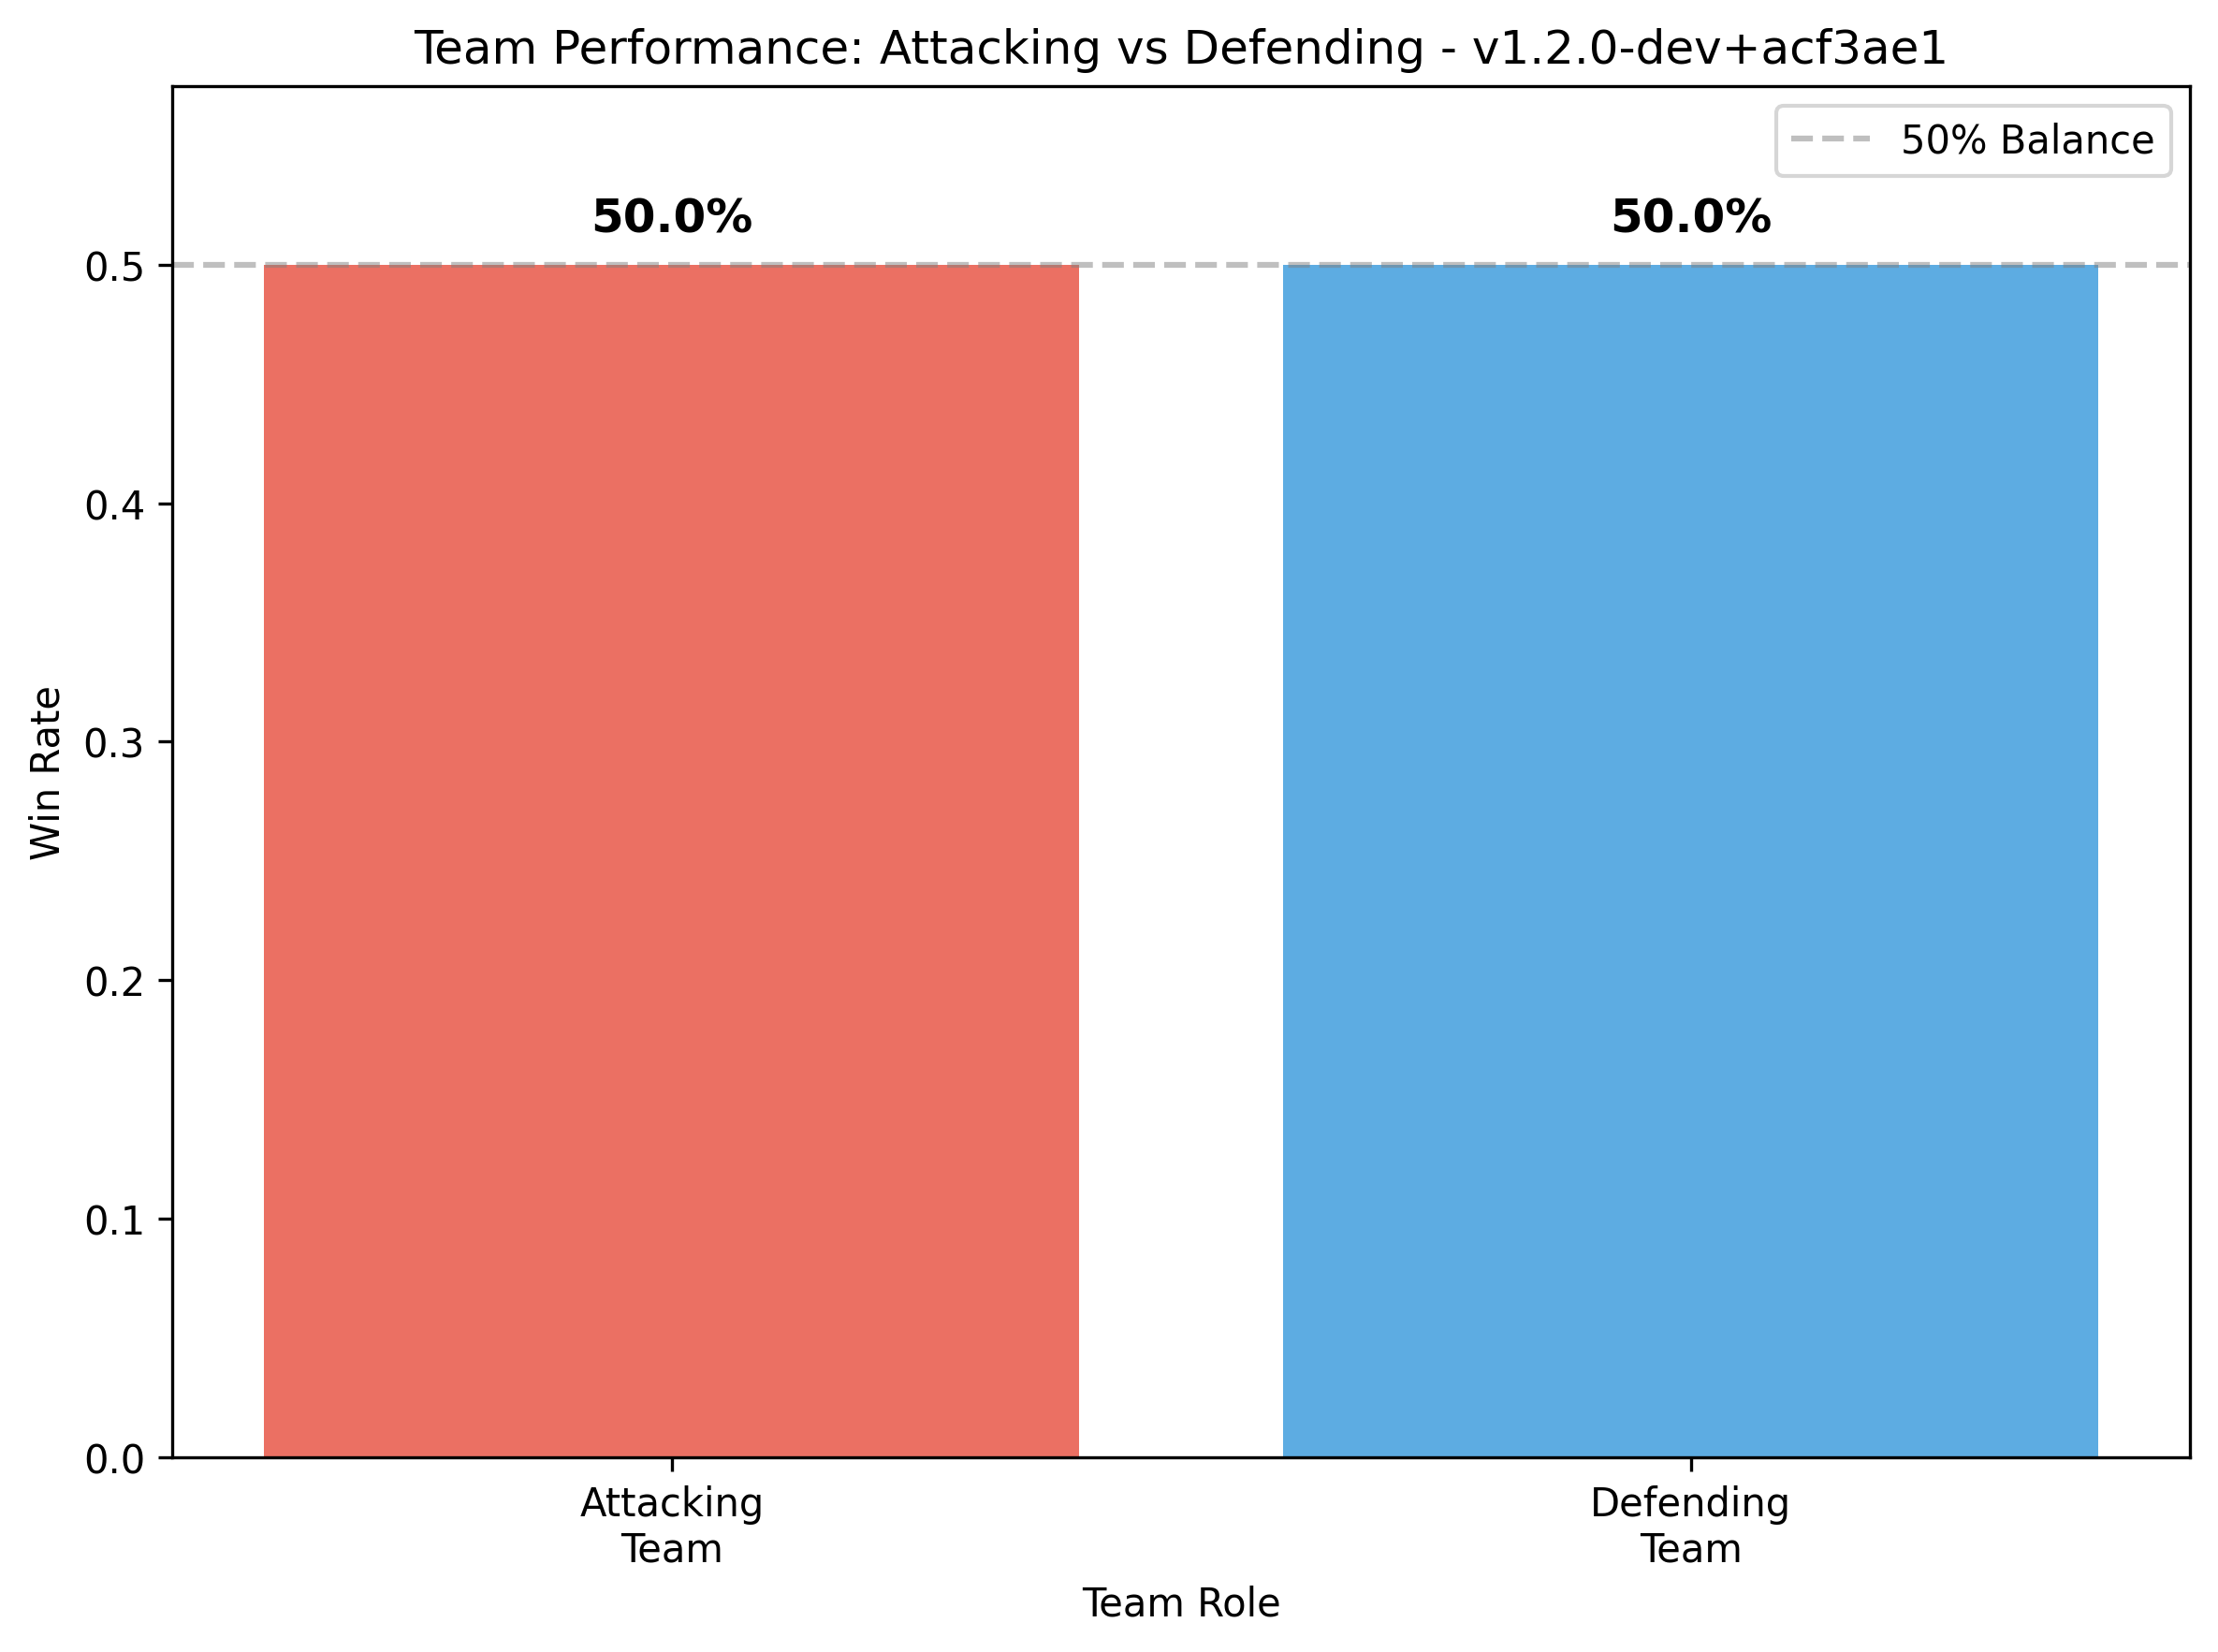 Team Performance: Attacking vs Defending - v1.2.0-dev+acf3ae1
50% Balance
50.0%
50.0%
0.5
0.4
0.3
0.2
0.1
0.0
Win Rate
Attacking
Team
Defending
Team
Team Role